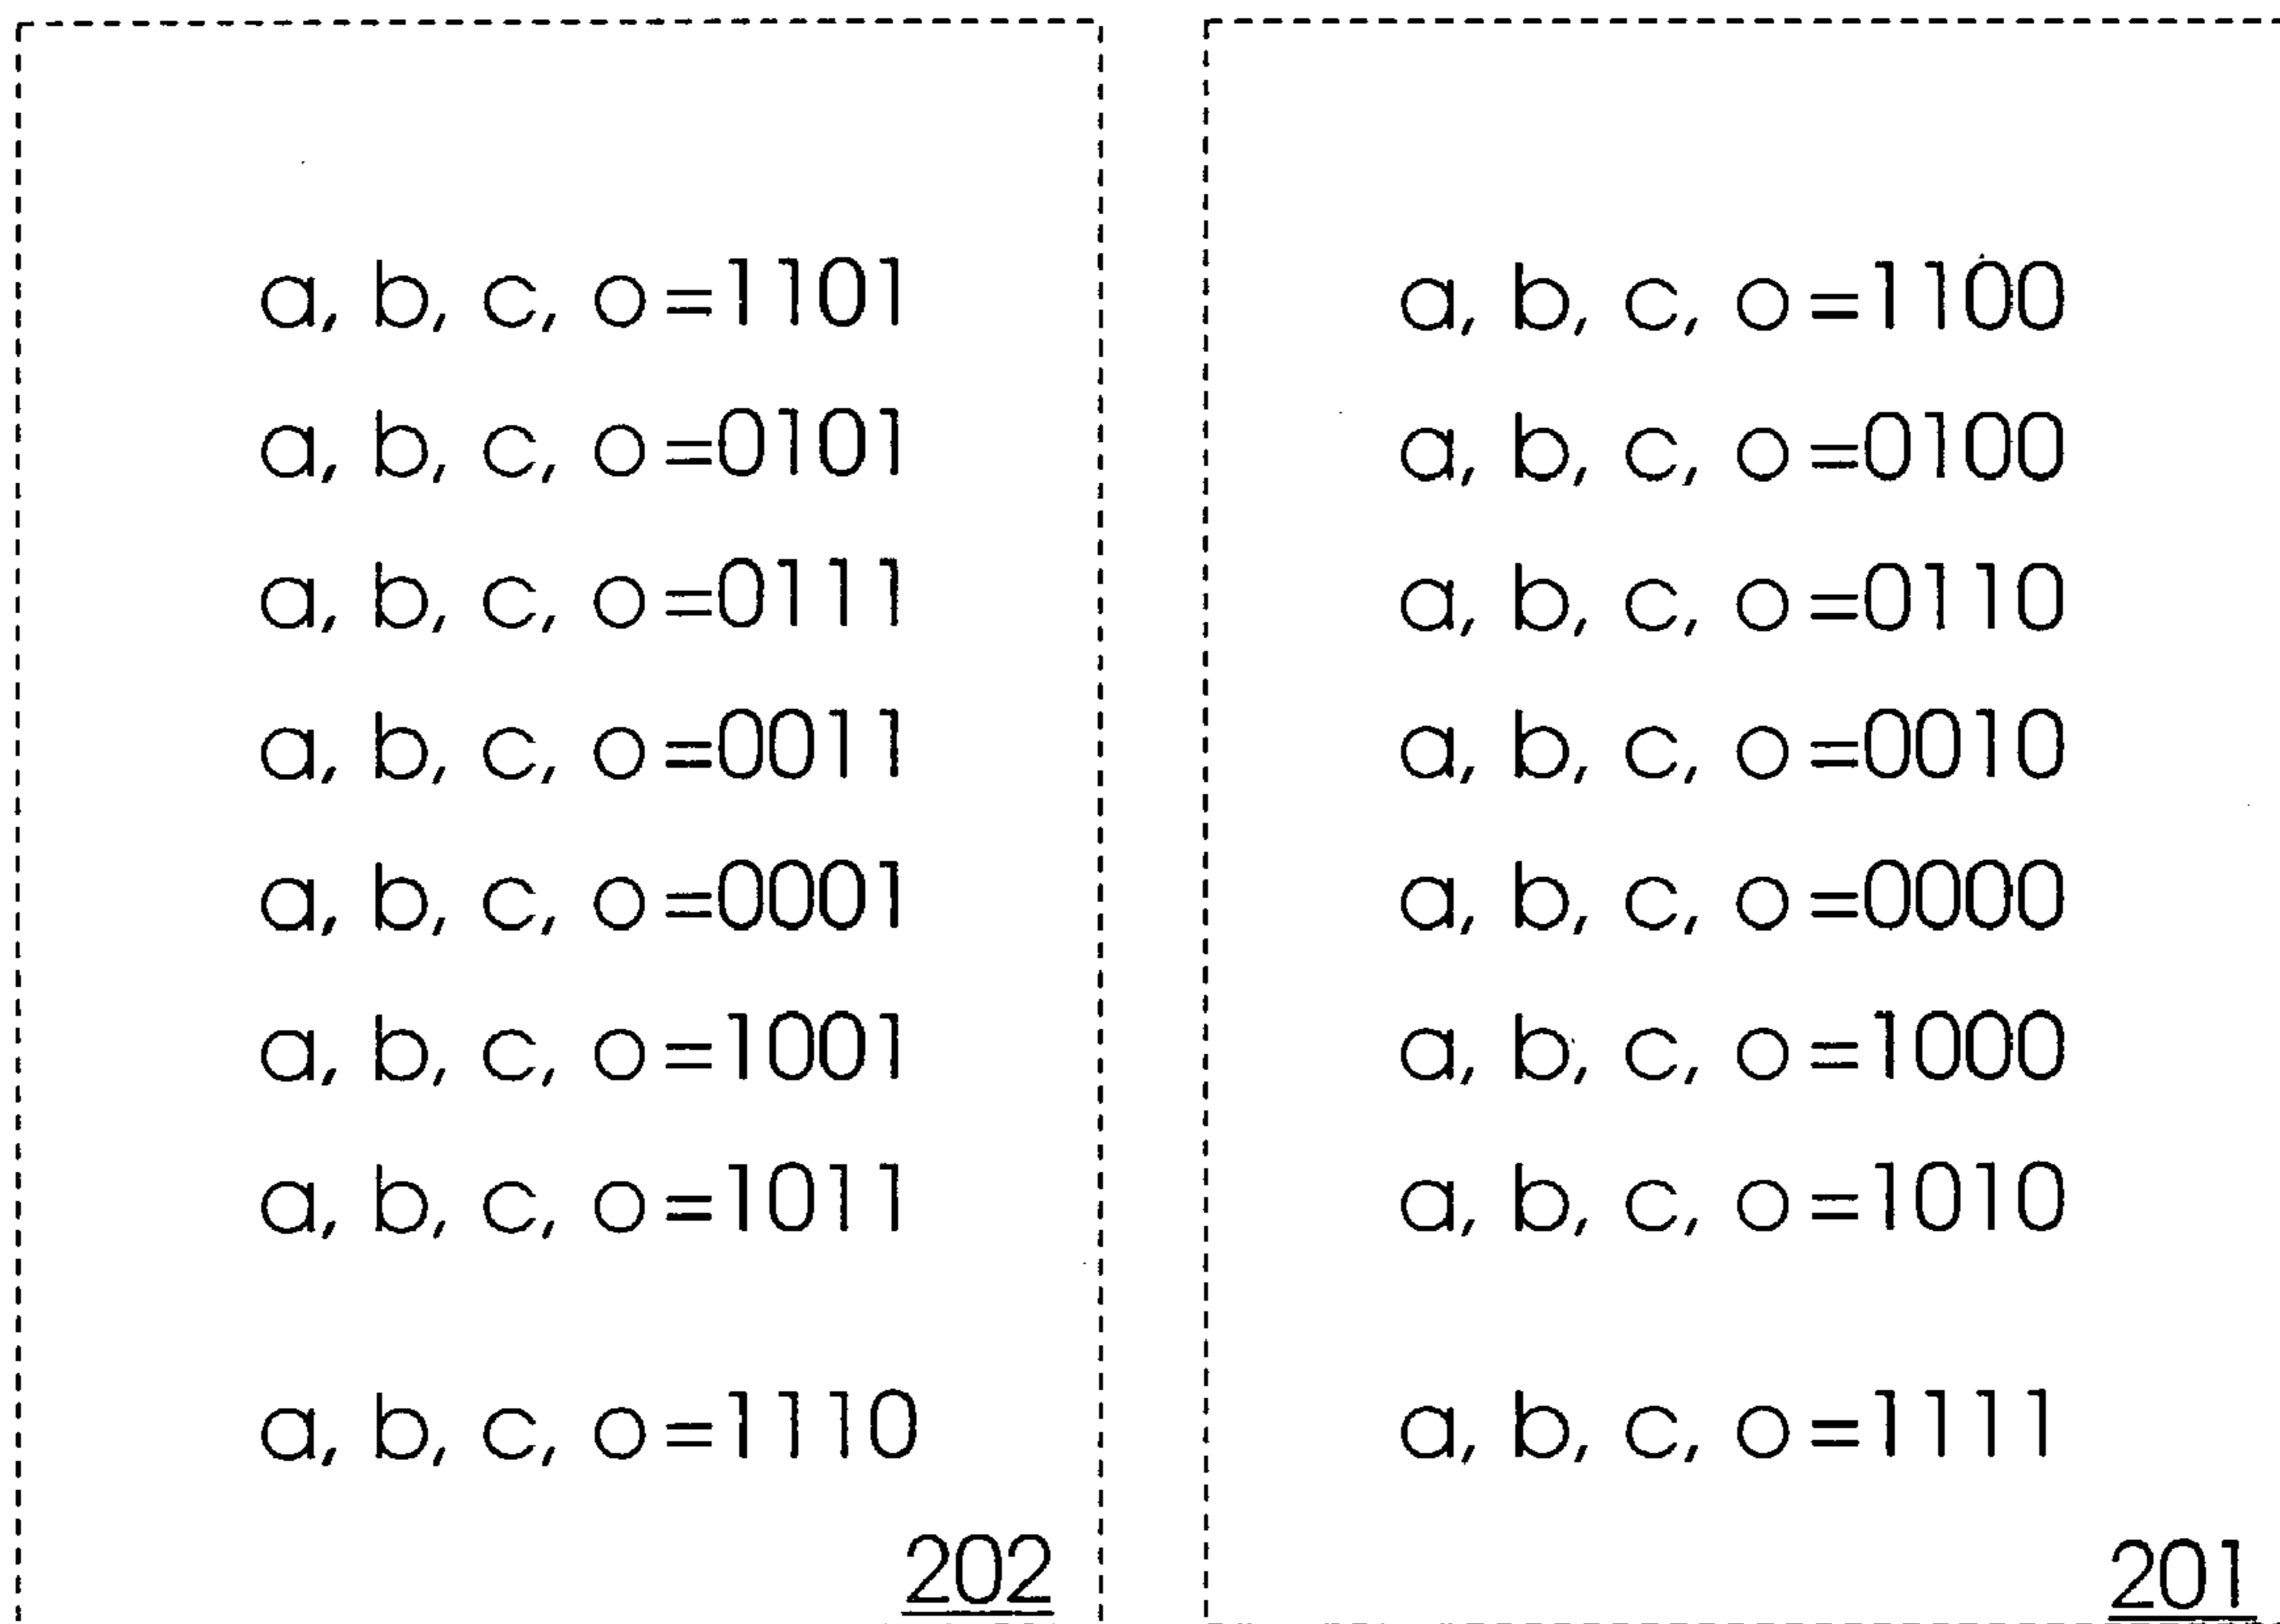 a, b, c, o=1101
a, b, c, o=0101
a, b, c, o=0111
a, b, c, o=0011
a, b, c, o=0001
a, b, c, o=1001
a, b, c, o=1011
a, b, c, o=1110
202
a, b, c, o=1100
a, b, c, o=0100
a, b, c, o=0110
a, b, c, o=0010
a, b, c, o=0000
a, b, c, o=1000
a, b, c, o=1010
a, b, c, o=1111
201